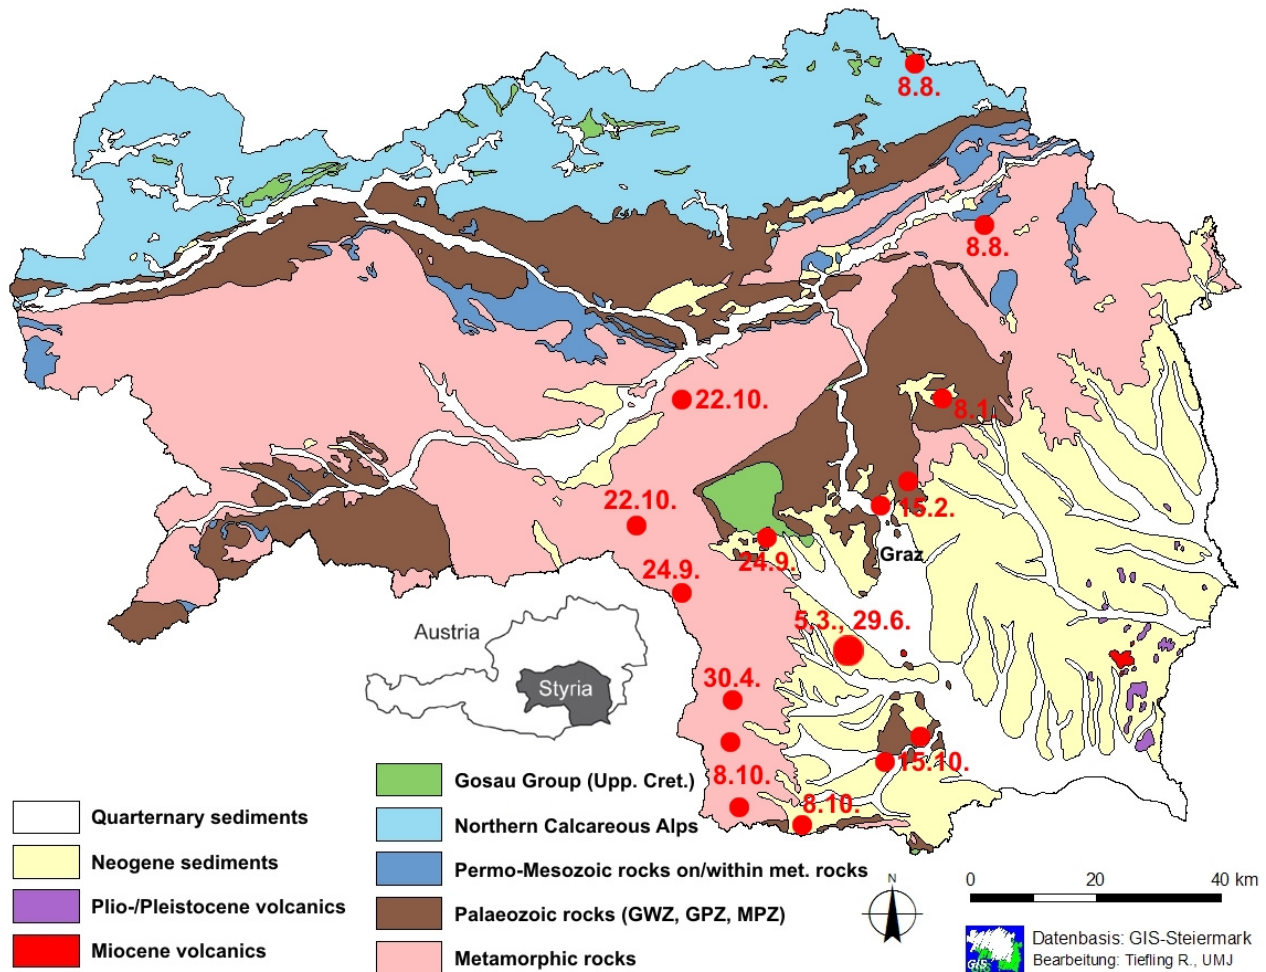 8.8.
8.8.
22.10.
8.1.
22.10.
15.2.
Graz
24.9.
24.9.
5.3., 29.6.
Austria
Styria
30.4.
15.10.
8.10.
8.10.
Quarternary sediments
Neogene sediments
Plio-/Pleistocene volcanics
Miocene volcanics
Gosau Group (Upp. Cret.)
Northern Calcareous Alps
Permo-Mesozoic rocks on/within met. rocks
Palaeozoic rocks (GWZ, GPZ, MPZ)
Metamorphic rocks
N
0 20 40 km
GIS
Datenbasis: GIS-Steiermark
Bearbeitung: Tiefling R., UMJ